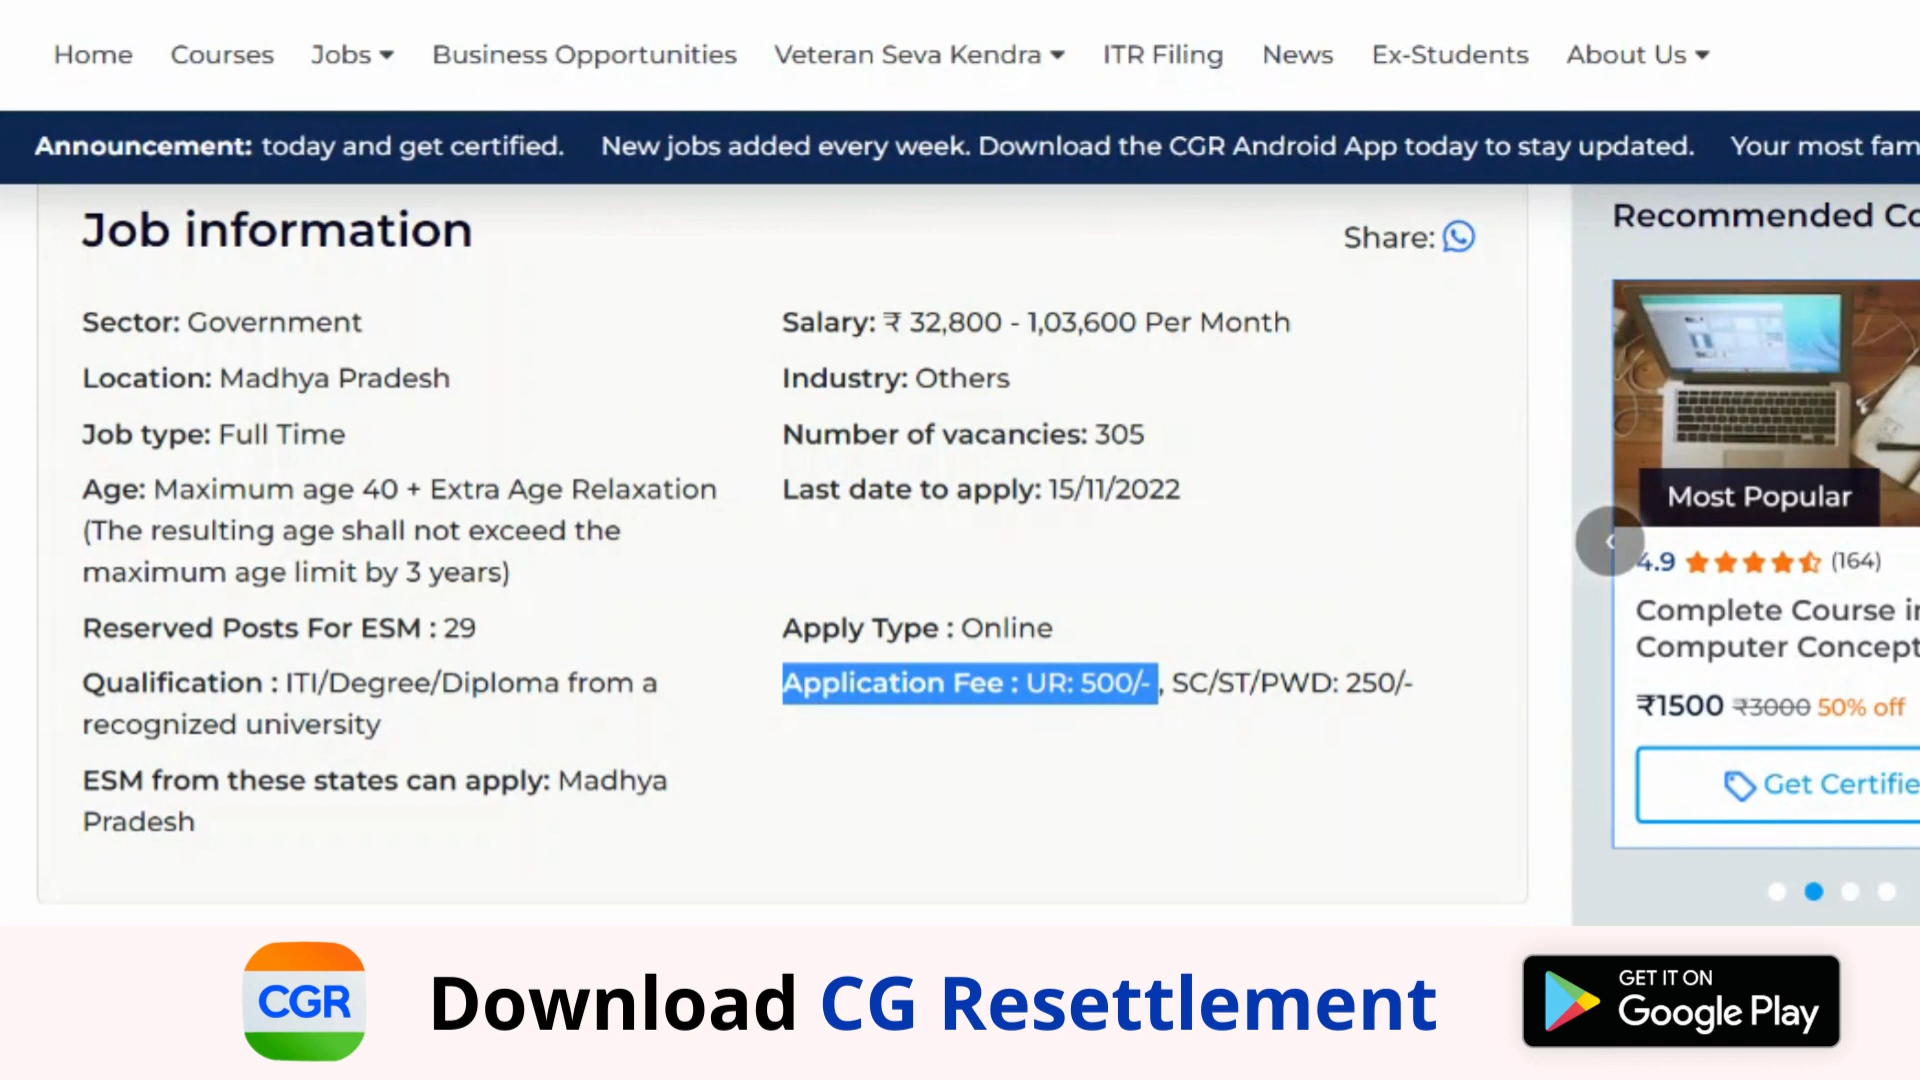 Home Courses Jobs Business Opportunities Veteran Seva Kendra ITR Filing News Ex-Students About Us
Announcement: today and get certified. New jobs added every week. Download the CGR Android App today to stay updated. Your most fam
Job information
Share:
Sector: Government
Salary: ₹ 32,800 - 1,03,600 Per Month
Location: Madhya Pradesh
Industry: Others
Job type: Full Time
Number of vacancies: 305
Age: Maximum age 40 + Extra Age Relaxation
(The resulting age shall not exceed the
maximum age limit by 3 years)
Last date to apply: 15/11/2022
Reserved Posts For ESM : 29
Apply Type : Online
Qualification : ITI/Degree/Diploma from a
recognized university
Application Fee : UR: 500/- , SC/ST/PWD: 250/-
ESM from these states can apply: Madhya
Pradesh
Recommended Co
Most Popular
4.9 (164)
Complete Course in
Computer Concept
₹1500 ₹3000 50% off
Get Certifie
CGR
Download CG Resettlement
GET IT ON
Google Play